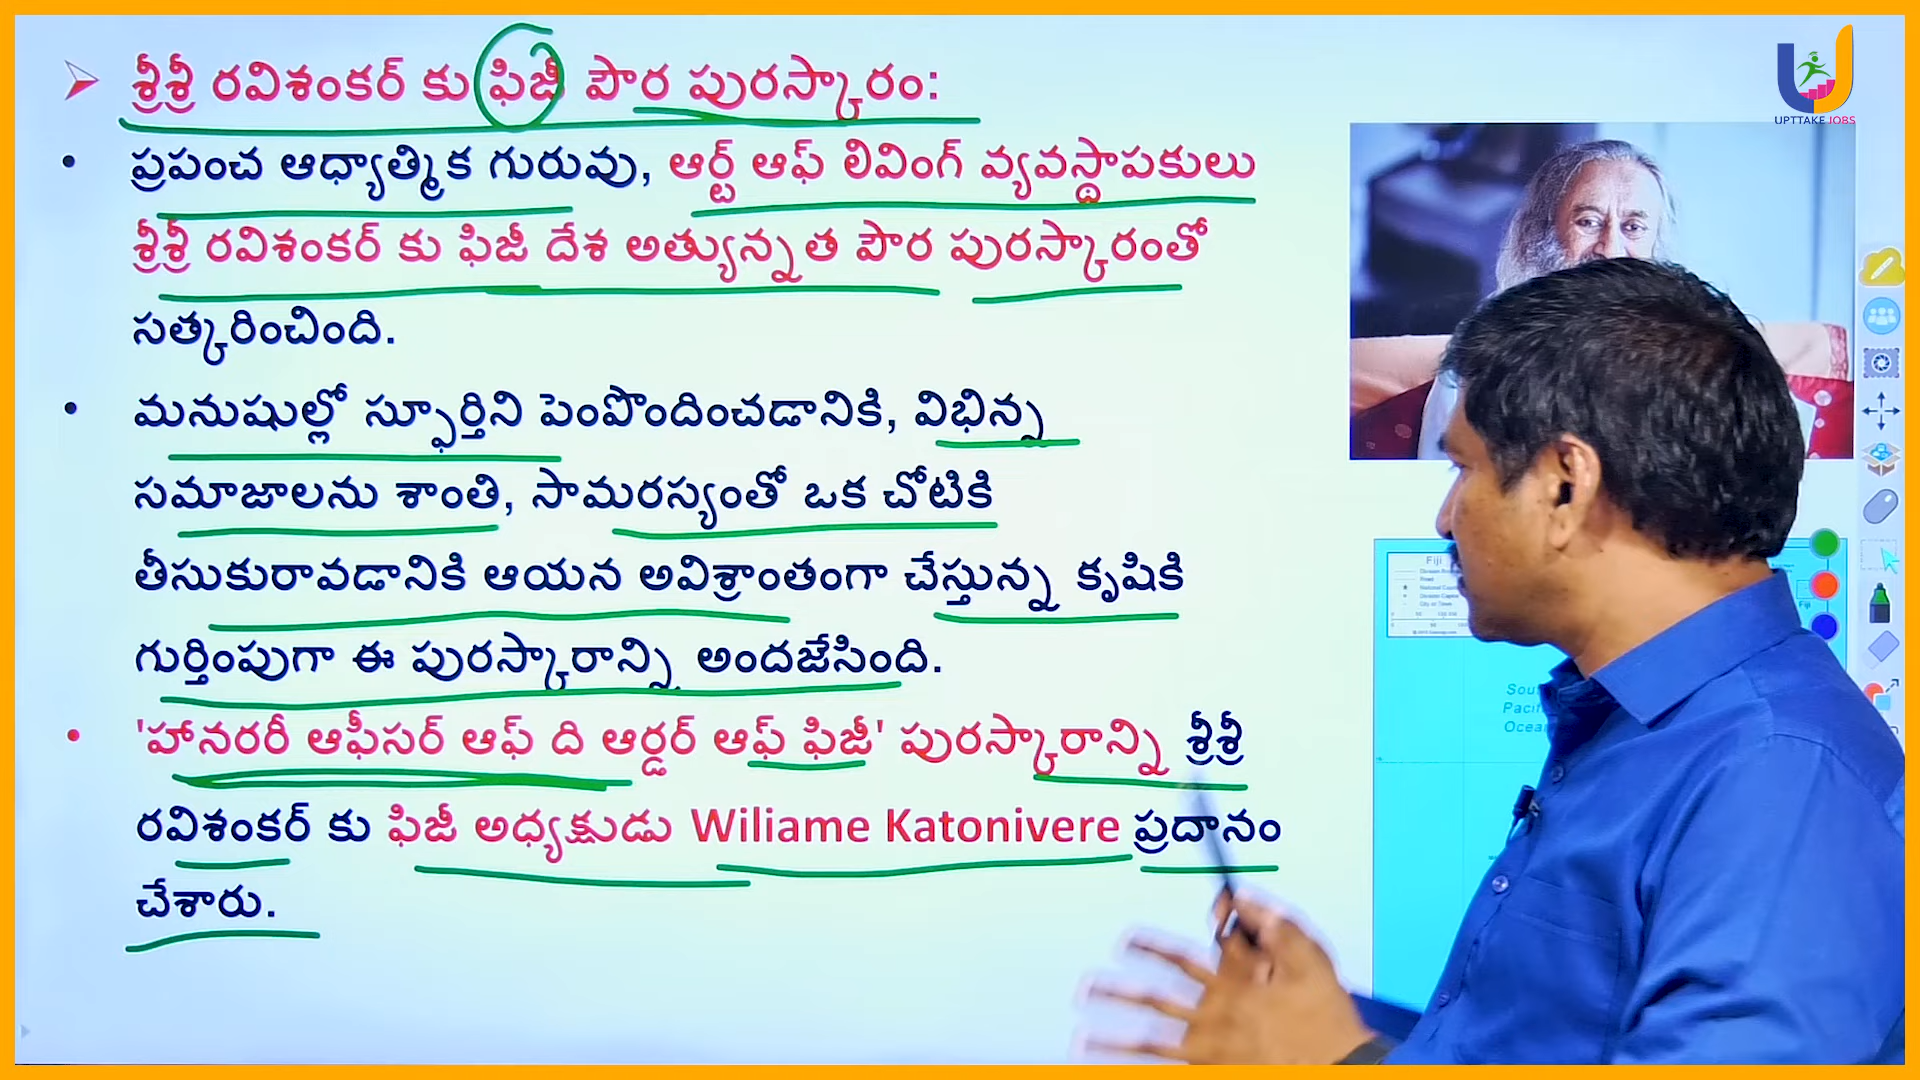 శ్రీశ్రీ రవిశంకర్ కు ఫిజీ పౌర పురస్కారం:
ప్రపంచ ఆధ్యాత్మిక గురువు, ఆర్ట్ ఆఫ్ లివింగ్ వ్యవస్థాపకులు
శ్రీశ్రీ రవిశంకర్ కు ఫిజీ దేశ అత్యున్నత పౌర పురస్కారంతో
సత్కరించింది.
మనుషుల్లో స్ఫూర్తిని పెంపొందించడానికి, విభిన్న
సమాజాలను శాంతి, సామరస్యంతో ఒక చోటికి
తీసుకురావడానికి ఆయన అవిశ్రాంతంగా చేస్తున్న కృషికి
గుర్తింపుగా ఈ పురస్కారాన్ని అందజేసింది.
'హానరరీ ఆఫీసర్ ఆఫ్ ది ఆర్డర్ ఆఫ్ ఫిజీ' పురస్కారాన్ని శ్రీశ్రీ
రవిశంకర్ కు ఫిజీ అధ్యక్షుడు Wiliame Katonivere ప్రదానం
చేశారు.
UPTTAKE JOBS
Fiji
Fiji